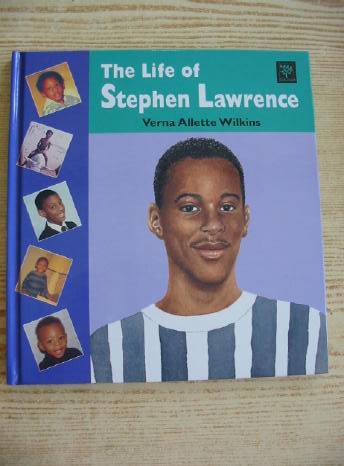 The Life of
Stephen Lawrence
Verna Allette Wilkins